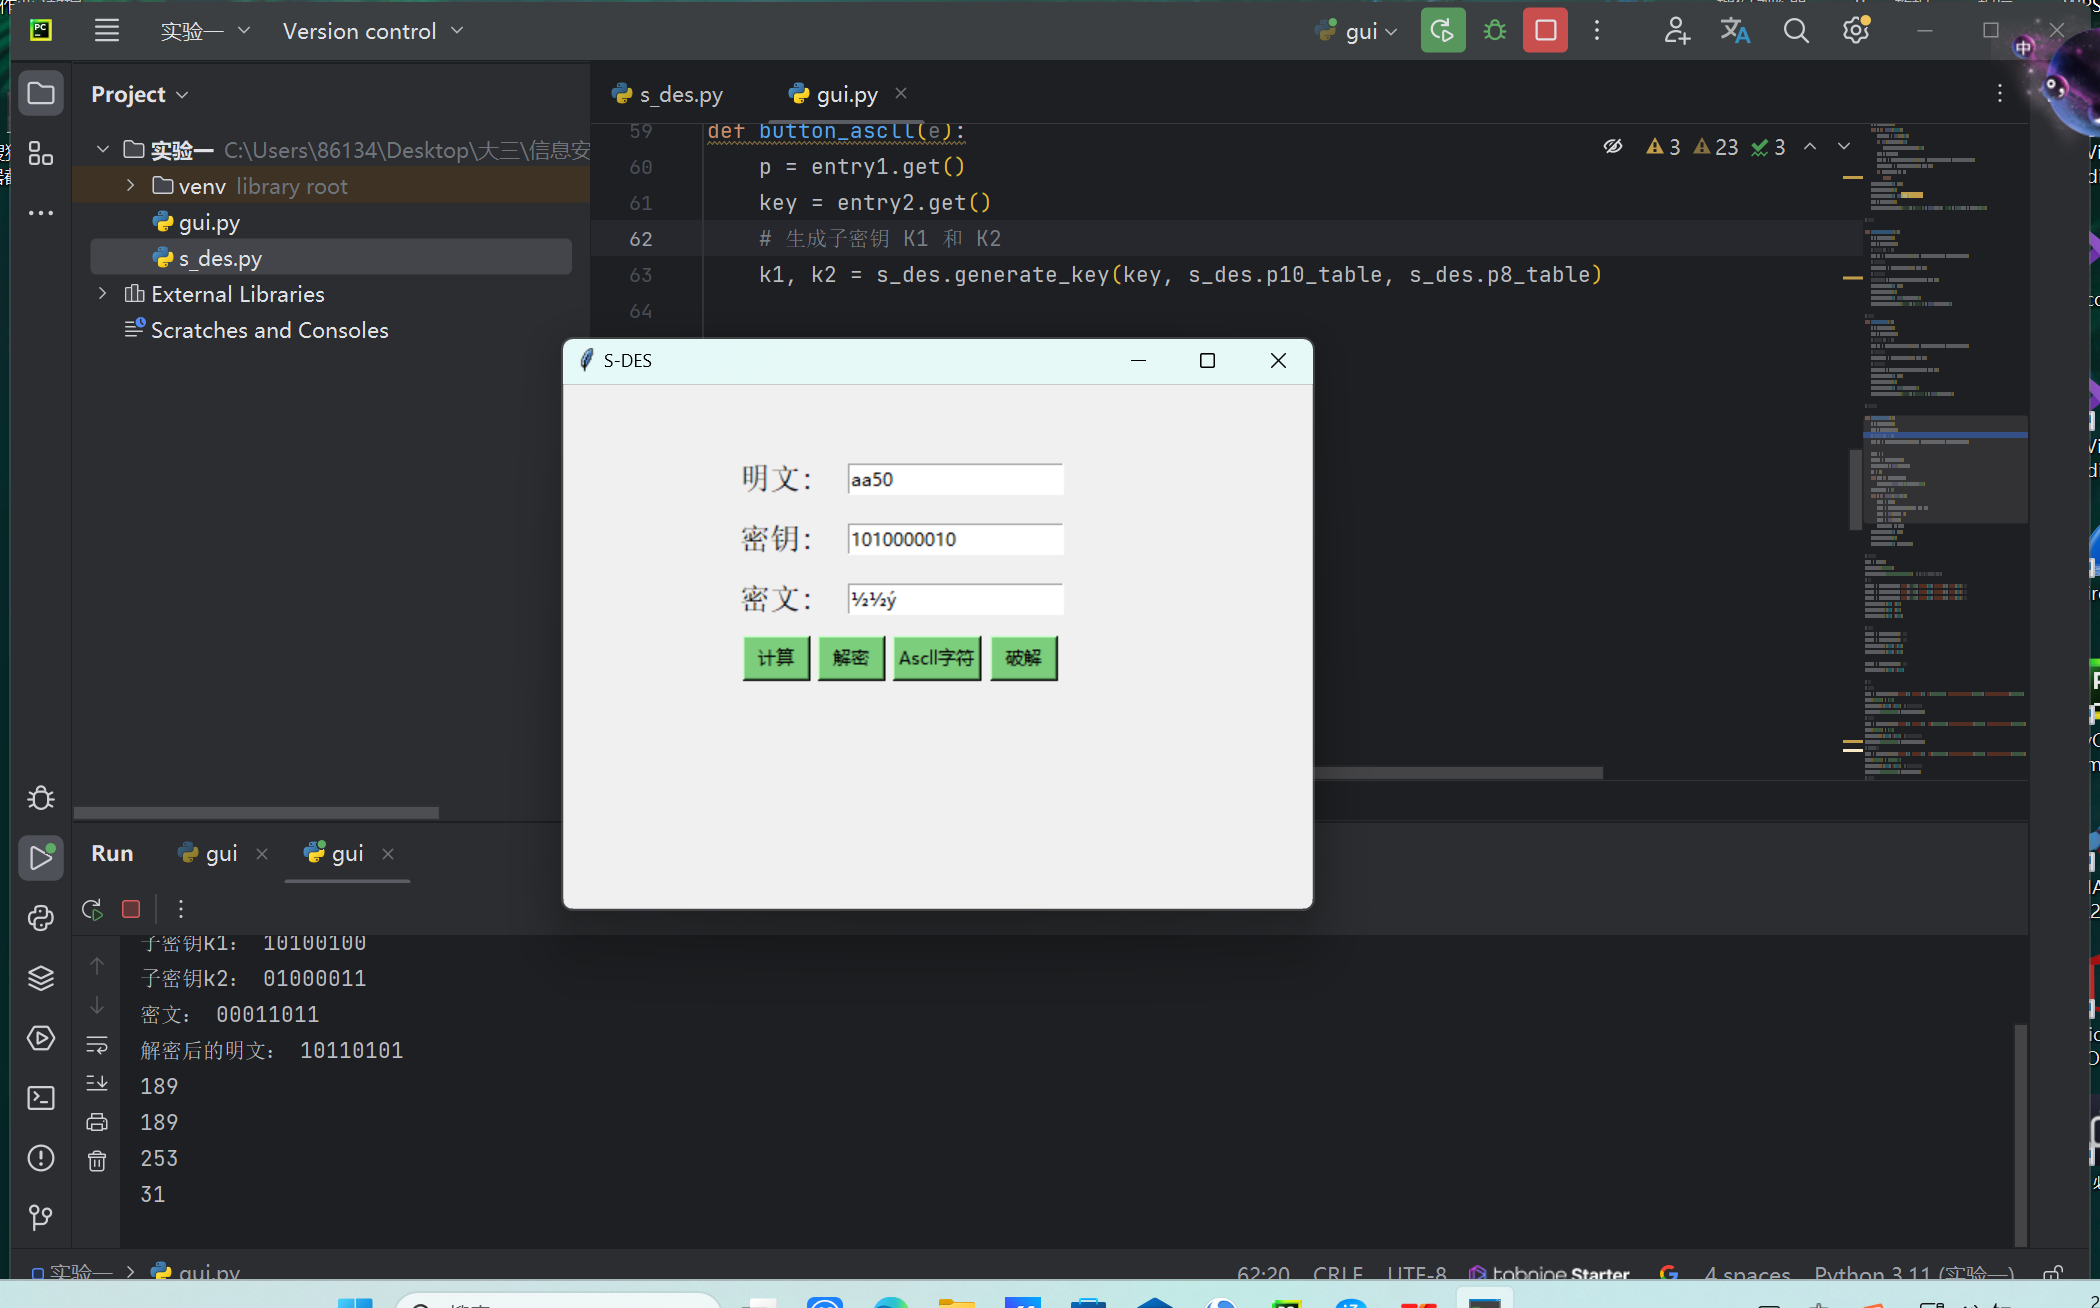 PC 实验一 Version control gui
Project
s_des.py gui.py
实验一 C:\Users\86134\Desktop\大三\信息安
venv library root
gui.py
s_des.py
External Libraries
Scratches and Consoles
59 def button_ascll(e):
60 p = entry1.get()
61 key = entry2.get()
62 # 生成子密钥 K1 和 K2
63 k1, k2 = s_des.generate_key(key, s_des.p10_table, s_des.p8_table)
64
3 23 3
中
S-DES
明文： aa50
密钥： 1010000010
密文： ½½ý
计算 解密 Ascll字符 破解
Run gui gui
子密钥k1： 10100100
子密钥k2： 01000011
密文： 00011011
解密后的明文： 10110101
189
189
253
31
实验一 gui.py
62:20 CRLF UTF-8 tabnine Starter 4 spaces Python 3.11 (实验一)